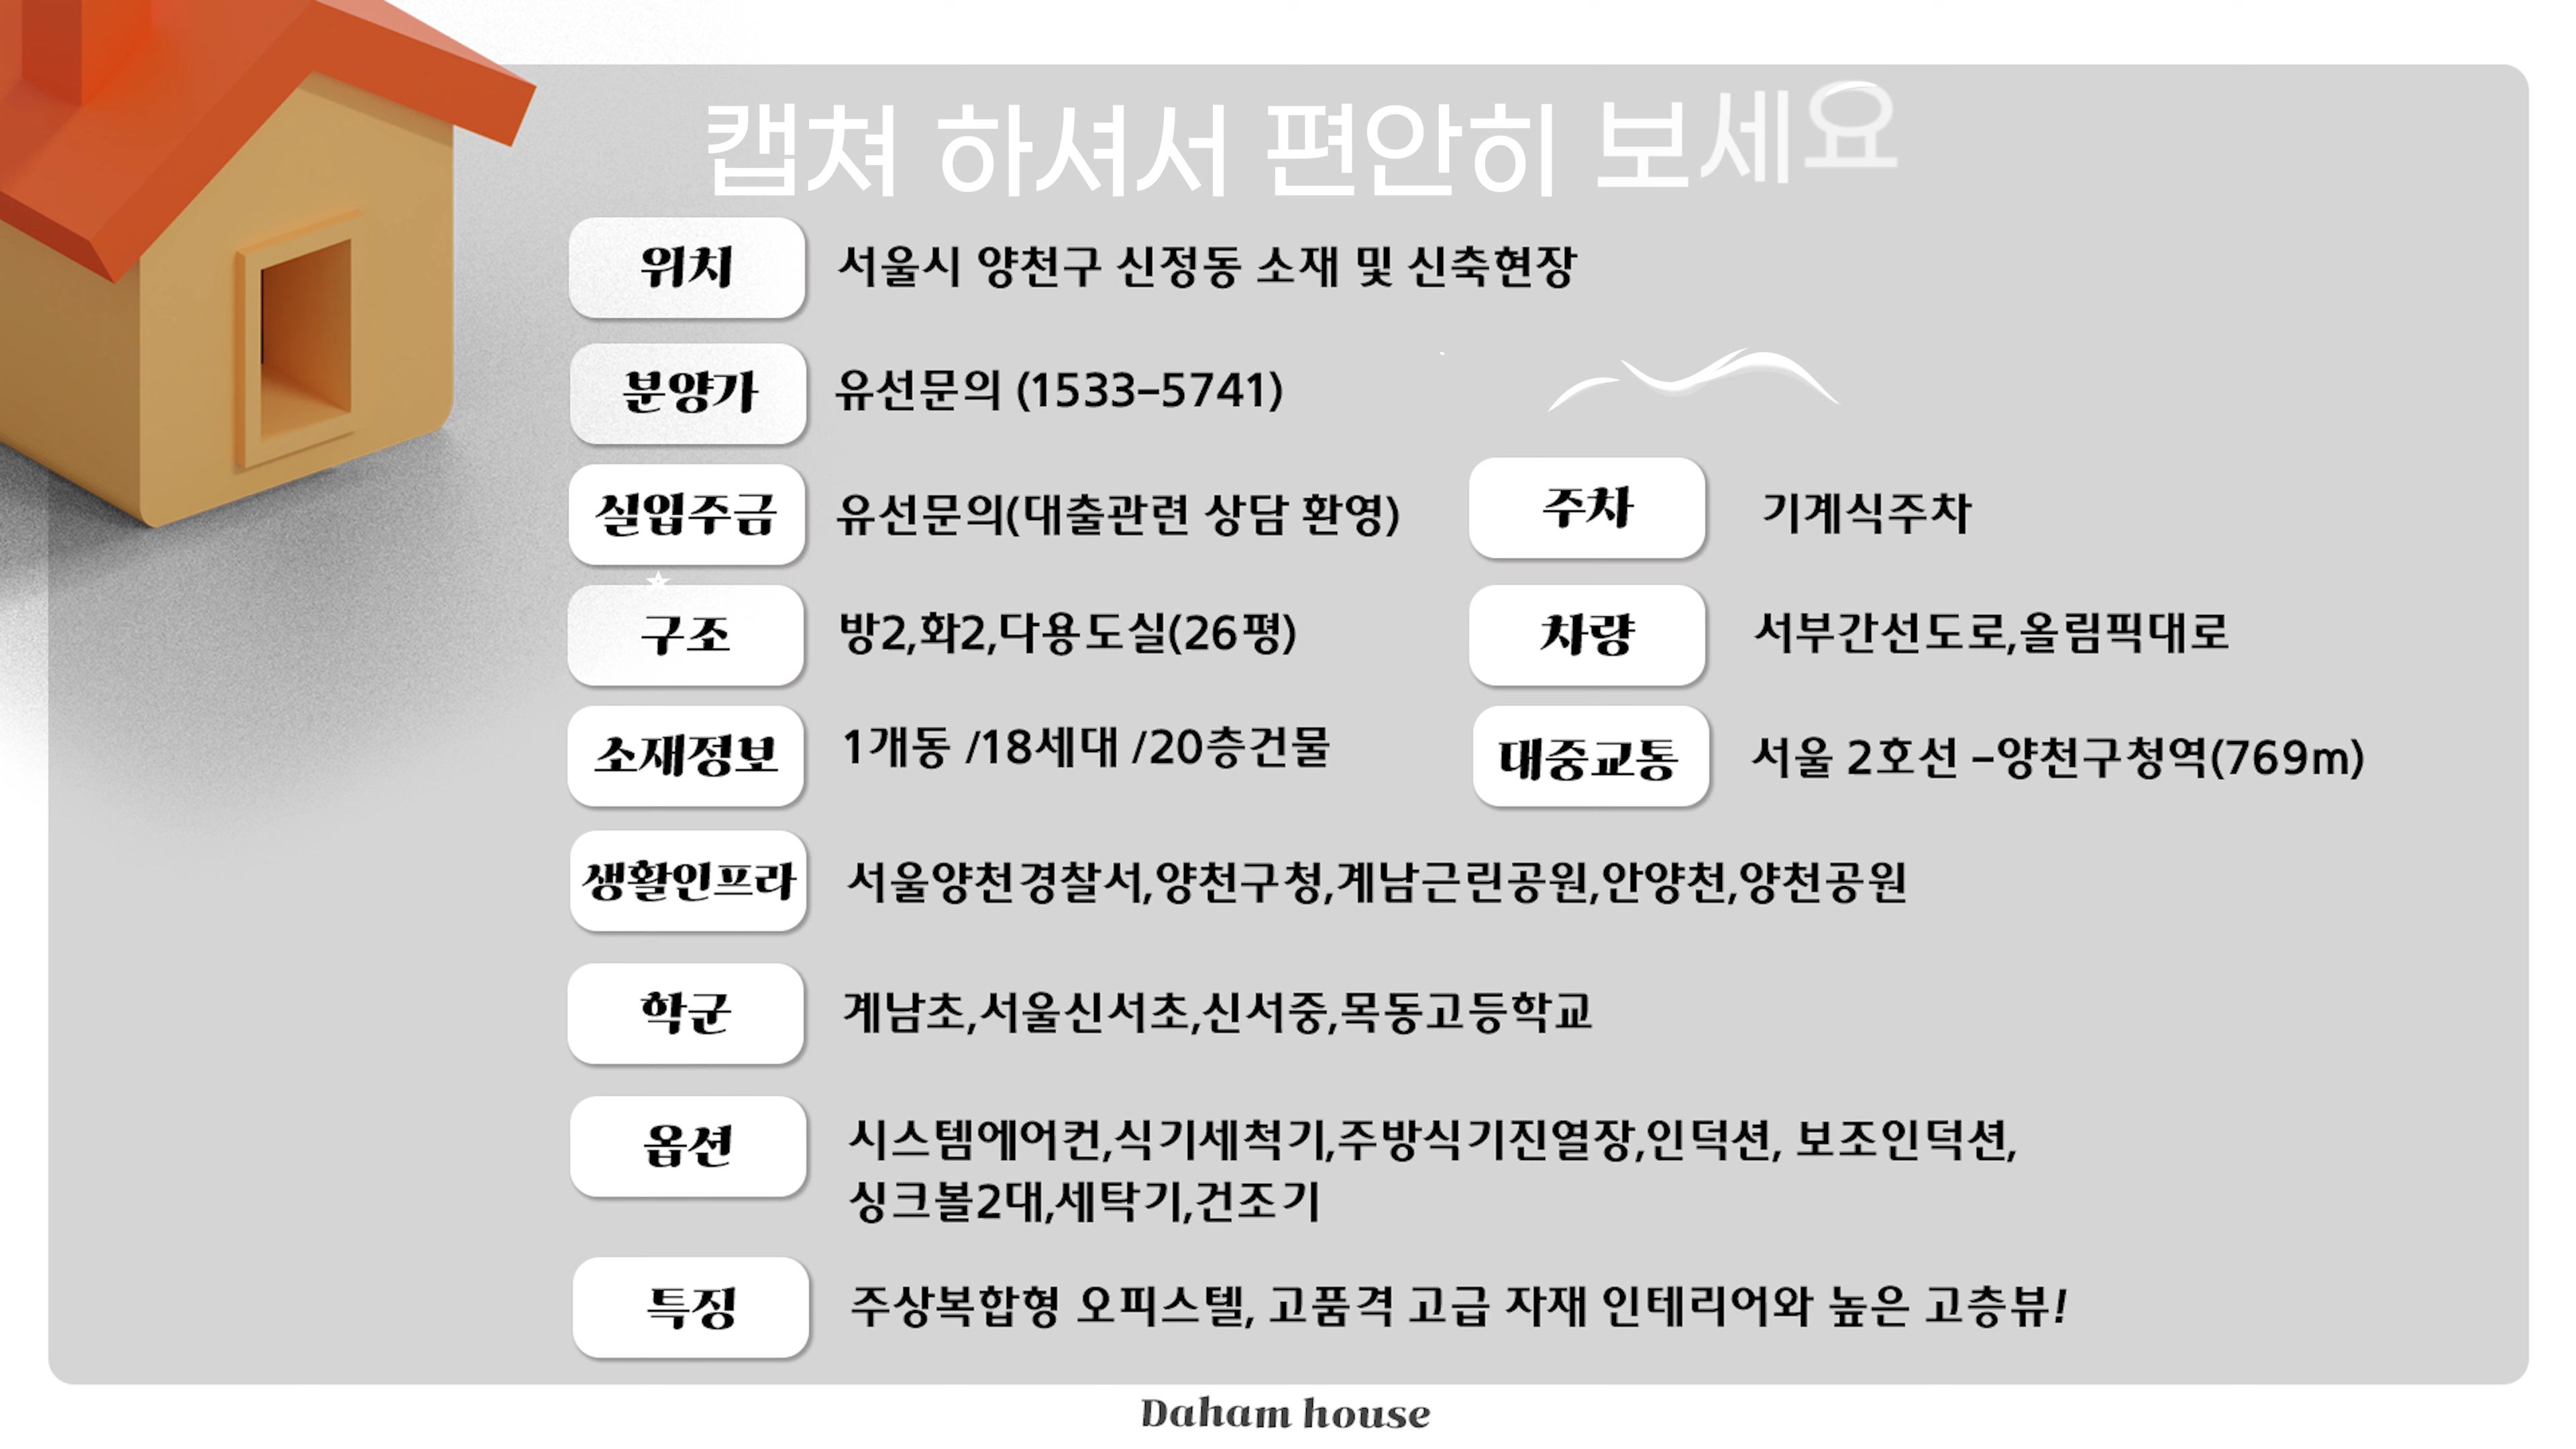 캡쳐 하셔서 편안히 보세요
위치 서울시 양천구 신정동 소재 및 신축현장
분양가 유선문의 (1533-5741)
실입주금 유선문의(대출관련 상담 환영)
주차 기계식주차
구조 방2,화2,다용도실(26평)
차량 서부간선도로,올림픽대로
소재정보 1개동 /18세대 /20층건물
대중교통 서울 2호선 -양천구청역(769m)
생활인프라 서울양천경찰서,양천구청,계남근린공원,안양천,양천공원
학군 계남초,서울신서초,신서중,목동고등학교
옵션 시스템에어컨,식기세척기,주방식기진열장,인덕션, 보조인덕션,
싱크볼2대,세탁기,건조기
특징 주상복합형 오피스텔, 고품격 고급 자재 인테리어와 높은 고층뷰!
Daham house